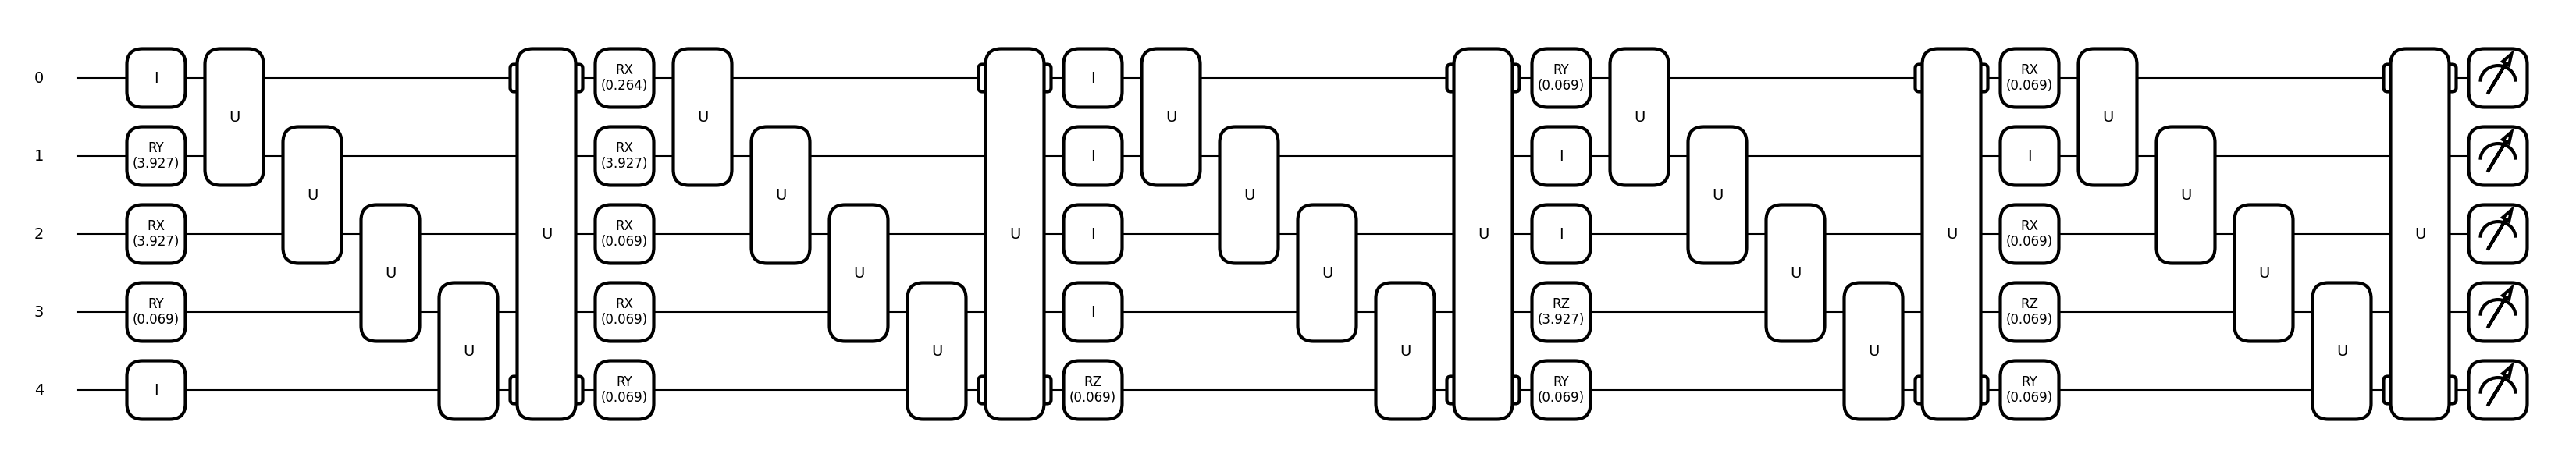 0 I U RX (0.264) U I U RY (0.069) U RX (0.069) U
1 RY (3.927) U RX (3.927) U I U I U I U
2 RX (3.927) U U RX (0.069) U U I U U I U U RX (0.069) U U
3 RY (0.069) U RX (0.069) U I U RZ (3.927) U RZ (0.069) U
4 I RY (0.069) RZ (0.069) RY (0.069) RY (0.069)